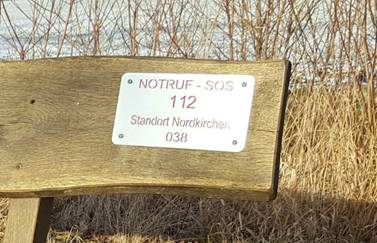 NOTRUF - SOS
112
Standort Nordkirchen
038